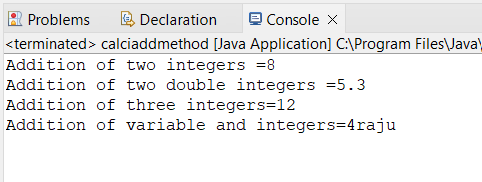 Problems Declaration Console
<terminated> calciaddmethod [Java Application] C:\Program Files\Java\
Addition of two integers =8
Addition of two double integers =5.3
Addition of three integers=12
Addition of variable and integers=4raju